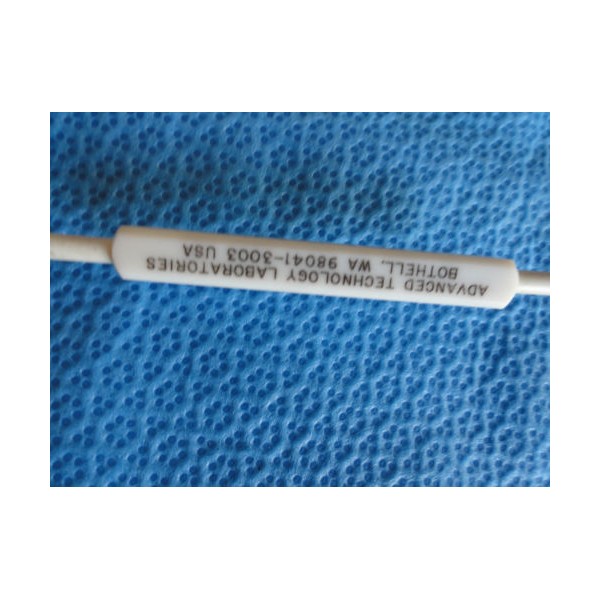 ADVANCED TECHNOLOGY LABORATORIES
BOTHELL, WA 98041-3003 USA